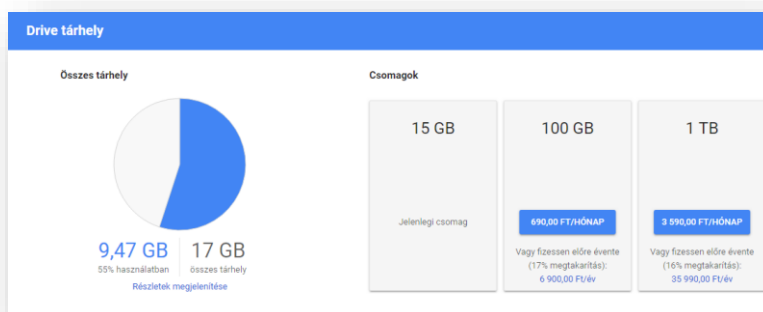 Drive tárhely
Összes tárhely
9,47 GB
55% használatban
17 GB
összes tárhely
Részletek megjelenítése
Csomagok
15 GB
Jelenlegi csomag
100 GB
690,00 FT/HÓNAP
Vagy fizessen előre évente
(17% megtakarítás):
6 900,00 Ft/év
1 TB
3 590,00 FT/HÓNAP
Vagy fizessen előre évente
(16% megtakarítás):
35 990,00 Ft/év